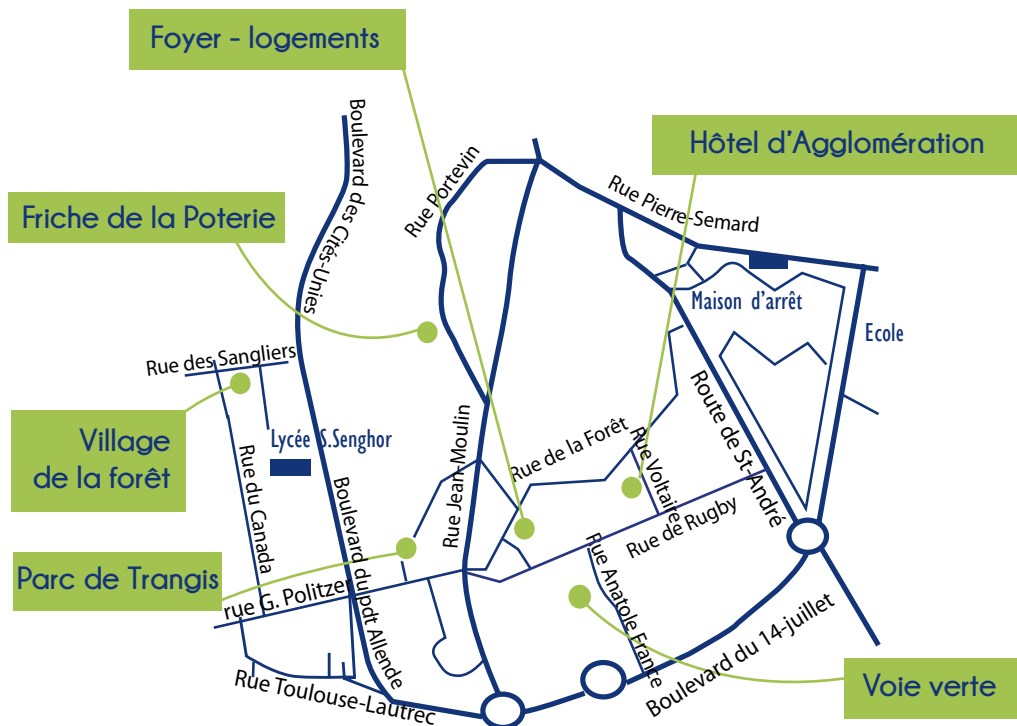 Foyer - logements
Hôtel d'Agglomération
Friche de la Poterie
Village
de la forêt
Parc de Trangis
Voie verte
Boulevard des Cités-Unies
Rue Portevin
Rue Pierre-Semard
Maison d'arrêt
Ecole
Rue des Sangliers
Lycée S.Senghor
Rue du Canada
Boulevard du pdt Allende
Rue Jean-Moulin
Rue de la Forêt
Rue Voltaire
Route de St-André
Rue de Rugby
Rue Anatole France
rue G. Politzer
Rue Toulouse-Lautrec
Boulevard du 14-juillet